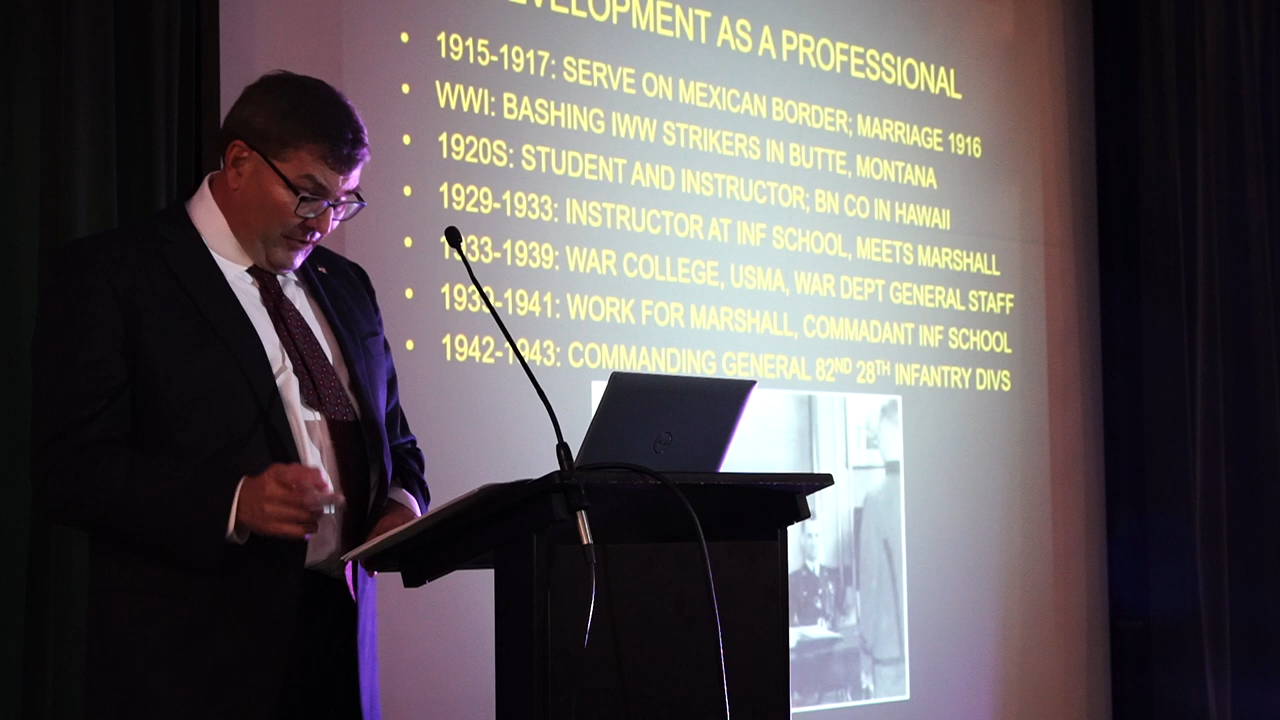 DEVELOPMENT AS A PROFESSIONAL
• 1915-1917: SERVE ON MEXICAN BORDER; MARRIAGE 1916
• WWI: BASHING IWW STRIKERS IN BUTTE, MONTANA
• 1920S: STUDENT AND INSTRUCTOR; BN CO IN HAWAII
• 1929-1933: INSTRUCTOR AT INF SCHOOL, MEETS MARSHALL
• 1933-1939: WAR COLLEGE, USMA, WAR DEPT GENERAL STAFF
• 1939-1941: WORK FOR MARSHALL, COMMADANT INF SCHOOL
• 1942-1943: COMMANDING GENERAL 82ND 28TH INFANTRY DIVS